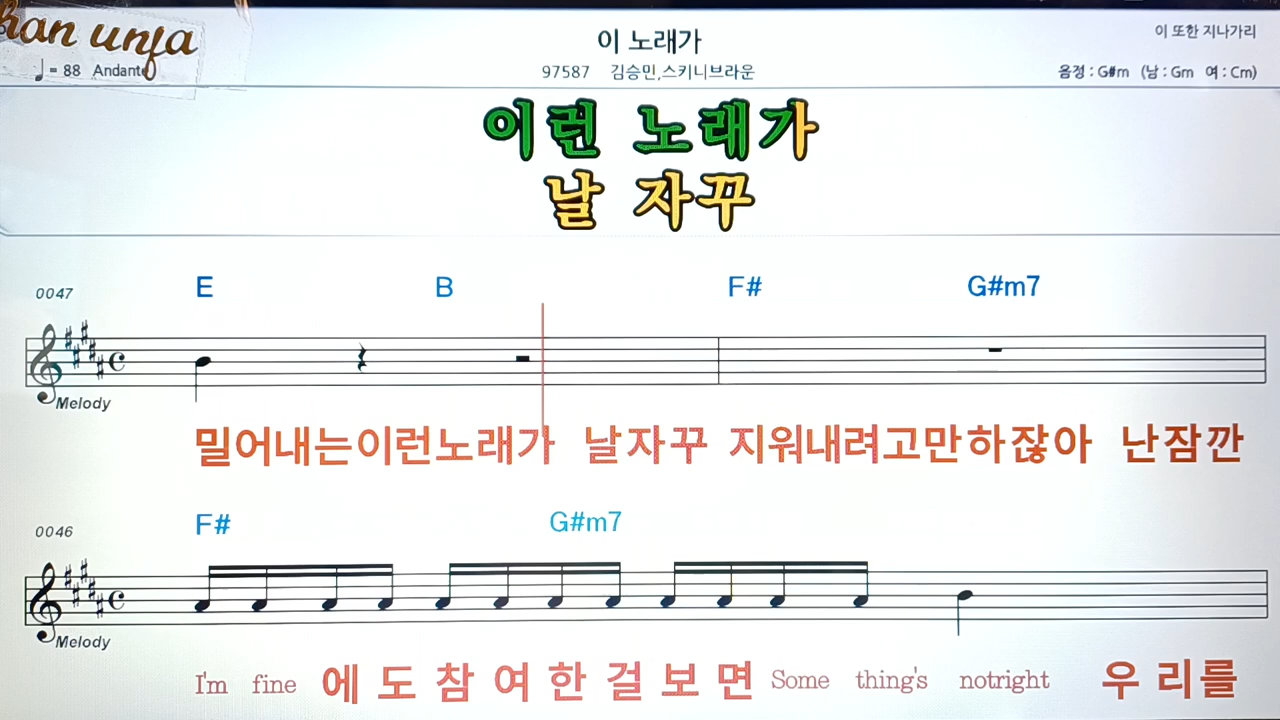 han unfa
이 노래가
이 또한 지나가리
♩= 88 Andante
97587 김승민,스키니브라운
음정 : G#m (남 : Gm 여 : Cm)
이런 노래가
날 자꾸
0047
E B F# G#m7
Melody
밀어내는이런노래가 날자꾸 지워내려고만하잖아 난잠깐
0046
F# G#m7
Melody
I'm fine 에 도 참 여 한 걸 보 면 Some thing's notright 우 리를